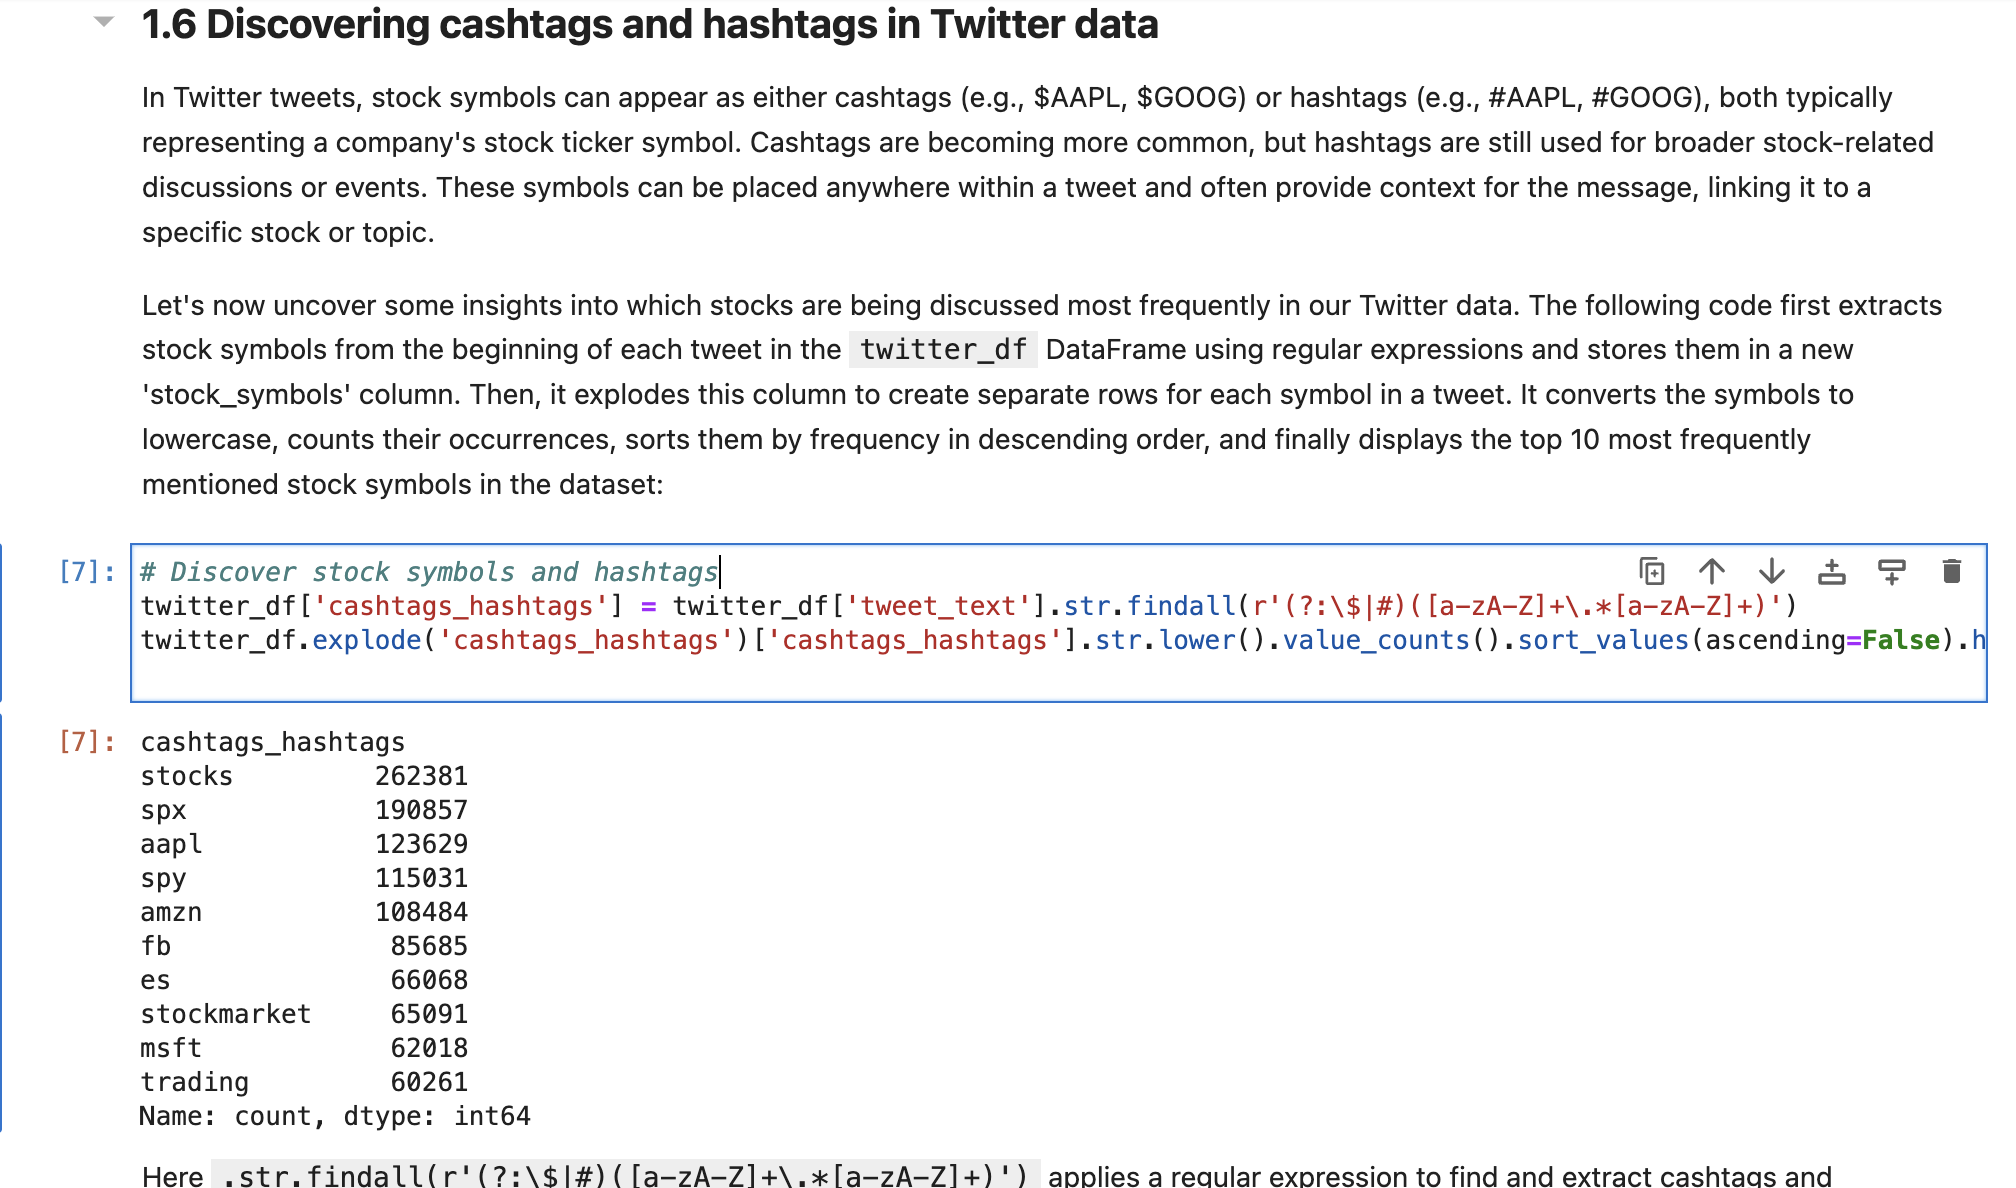 1.6 Discovering cashtags and hashtags in Twitter data
In Twitter tweets, stock symbols can appear as either cashtags (e.g., $AAPL, $GOOG) or hashtags (e.g., #AAPL, #GOOG), both typically
representing a company's stock ticker symbol. Cashtags are becoming more common, but hashtags are still used for broader stock-related
discussions or events. These symbols can be placed anywhere within a tweet and often provide context for the message, linking it to a
specific stock or topic.
Let's now uncover some insights into which stocks are being discussed most frequently in our Twitter data. The following code first extracts
stock symbols from the beginning of each tweet in the twitter_df DataFrame using regular expressions and stores them in a new
'stock_symbols' column. Then, it explodes this column to create separate rows for each symbol in a tweet. It converts the symbols to
lowercase, counts their occurrences, sorts them by frequency in descending order, and finally displays the top 10 most frequently
mentioned stock symbols in the dataset:
[7]: # Discover stock symbols and hashtags
twitter_df['cashtags_hashtags'] = twitter_df['tweet_text'].str.findall(r'(?:\$|#)([a-zA-Z]+\.*[a-zA-Z]+)')
twitter_df.explode('cashtags_hashtags')['cashtags_hashtags'].str.lower().value_counts().sort_values(ascending=False).h
[7]: cashtags_hashtags
stocks 262381
spx 190857
aapl 123629
spy 115031
amzn 108484
fb 85685
es 66068
stockmarket 65091
msft 62018
trading 60261
Name: count, dtype: int64
Here .str.findall(r'(?:\$|#)([a-zA-Z]+\.*[a-zA-Z]+)') applies a regular expression to find and extract cashtags and